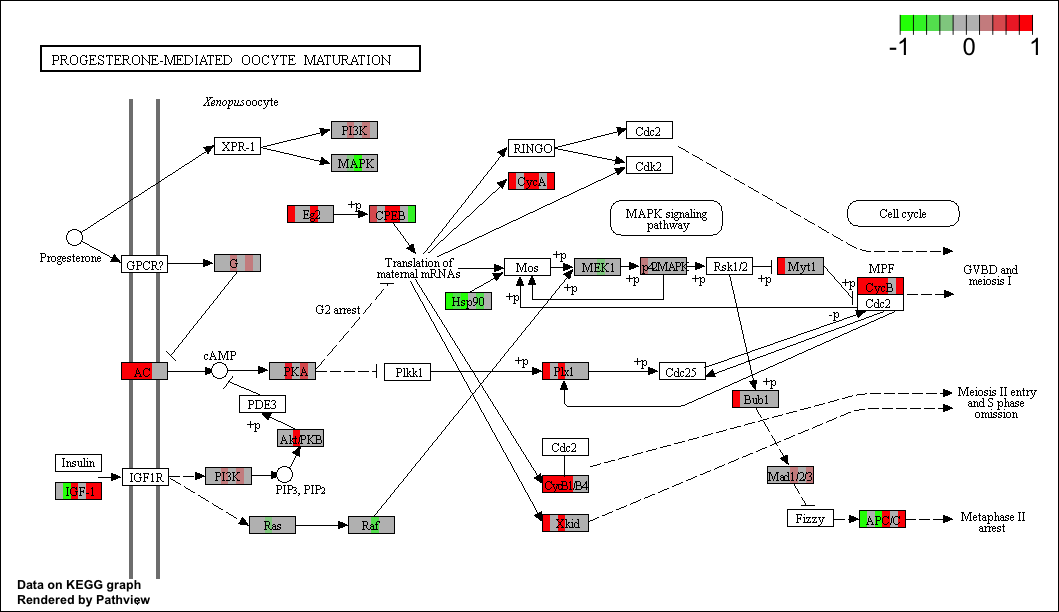 -1 0 1
PROGESTERONE-MEDIATED OOCYTE MATURATION
Xenopus oocyte
XPR-1
PI3K
MAPK
RINGO
Cdc2
Cdk2
CycA
Eg2
+p
CPEB
MAPK signaling
pathway
Cell cycle
Progesterone
GPCR?
G
Translation of
maternal mRNAs
Mos
+p
MEK1
+p
p42MAPK
+p
Rsk1/2
+p
Myt1
+p
MPF
CycB
Cdc2
GVBD and
meiosis I
Hsp90
+p
+p
-p
G2 arrest
AC
cAMP
PKA
Plkk1
+p
Plx1
+p
Cdc25
PDE3
+p
Akt/PKB
+p
Bub1
Meiosis II entry
and S phase
omission
Insulin
IGF-1
IGF1R
PI3K
PIP3, PIP2
Cdc2
CycB1/B4
Mad1/2/3
Ras
Raf
Xkid
Fizzy
APC/C
Metaphase II
arrest
Data on KEGG graph
Rendered by Pathview